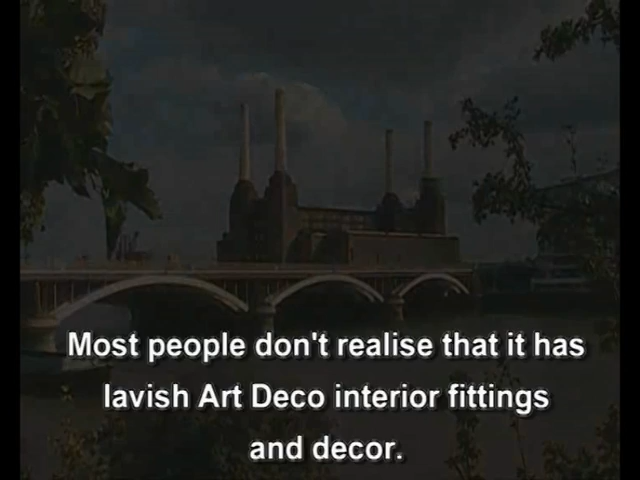 Most people don't realise that it has
lavish Art Deco interior fittings
and decor.